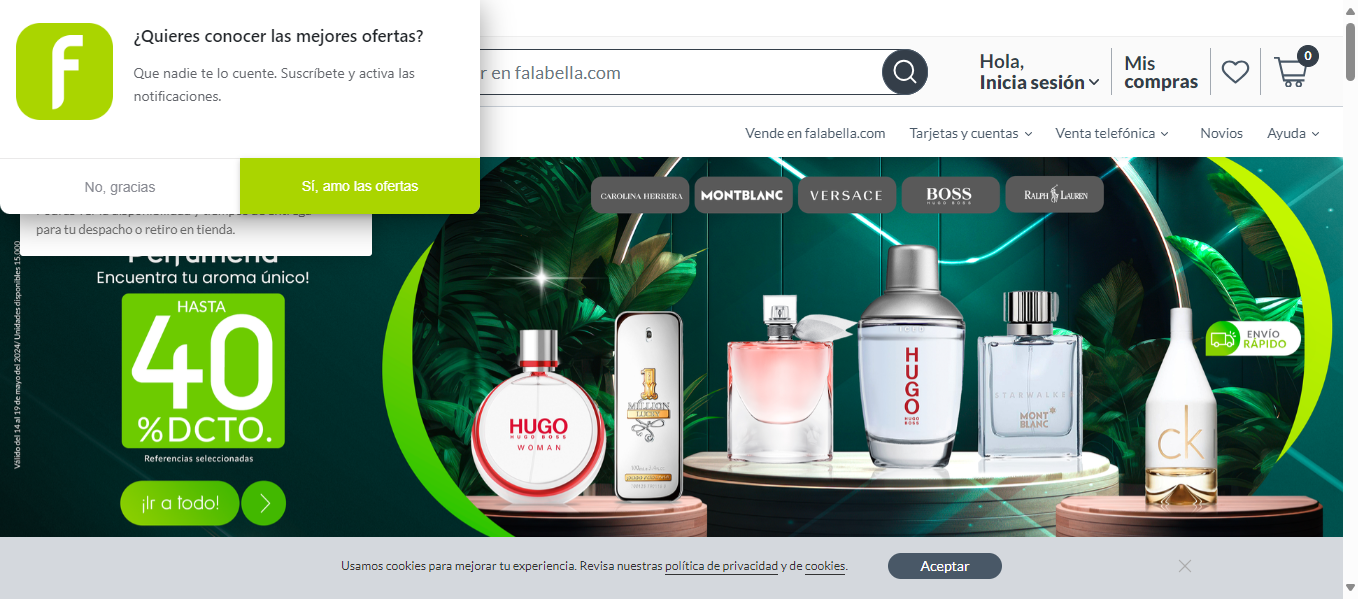 ¿Quieres conocer las mejores ofertas?
Que nadie te lo cuente. Suscríbete y activa las
notificaciones.
No, gracias
Sí, amo las ofertas
r en falabella.com
Hola,
Inicia sesión
Mis
compras
0
Vende en falabella.com
Tarjetas y cuentas
Venta telefónica
Novios
Ayuda
para tu despacho o retiro en tienda.
CAROLINA HERRERA
MONTBLANC
VERSACE
BOSS
HUGO BOSS
RALPH LAUREN
Perfumería
Encuentra tu aroma único!
HASTA
40
%DCTO.
Referencias seleccionadas
¡Ir a todo!
Válido del 14 al 19 de mayo del 2024/ Unidades disponibles 15.000
HUGO
HUGO BOSS
WOMAN
1
MILLION
LUCKY
HUGO
HUGO BOSS
STARWALKER
MONT
BLANC
ck
ENVÍO
RÁPIDO
Usamos cookies para mejorar tu experiencia. Revisa nuestras política de privacidad y de cookies.
Aceptar